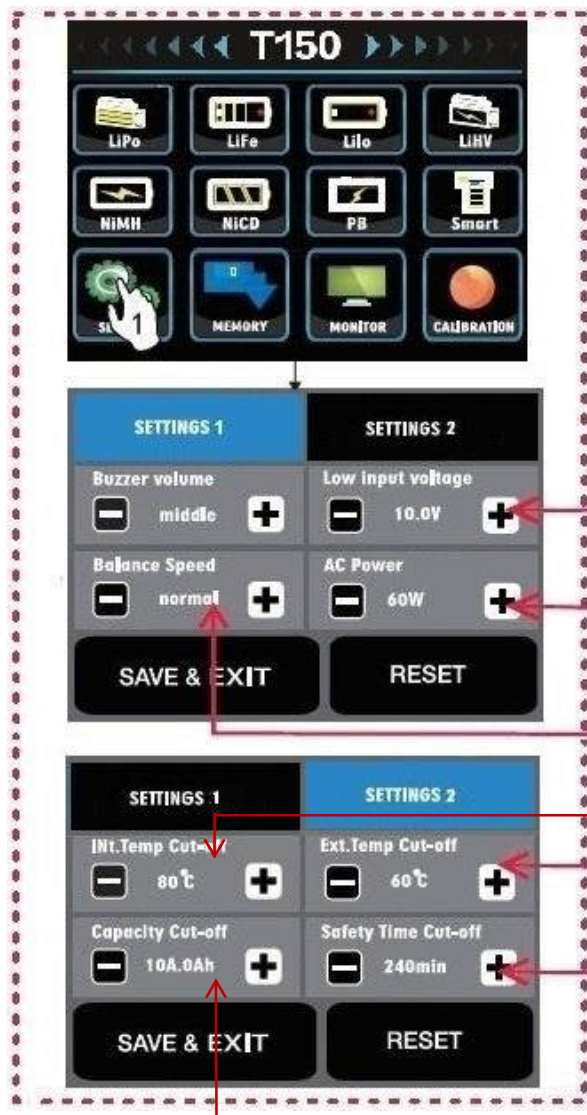 T150
LiPo LiFe LiIo LiHV
NiMH NiCD PB Smart
1 MEMORY MONITOR CALIBRATION
SETTINGS 1 SETTINGS 2
Buzzer volume Low input voltage
middle 10.0V
Balance Speed AC Power
normal 60W
SAVE & EXIT RESET
SETTINGS 1 SETTINGS 2
INt.Temp Cut-off Ext.Temp Cut-off
80℃ 60℃
Capacity Cut-off Safety Time Cut-off
10A.0Ah 240min
SAVE & EXIT RESET